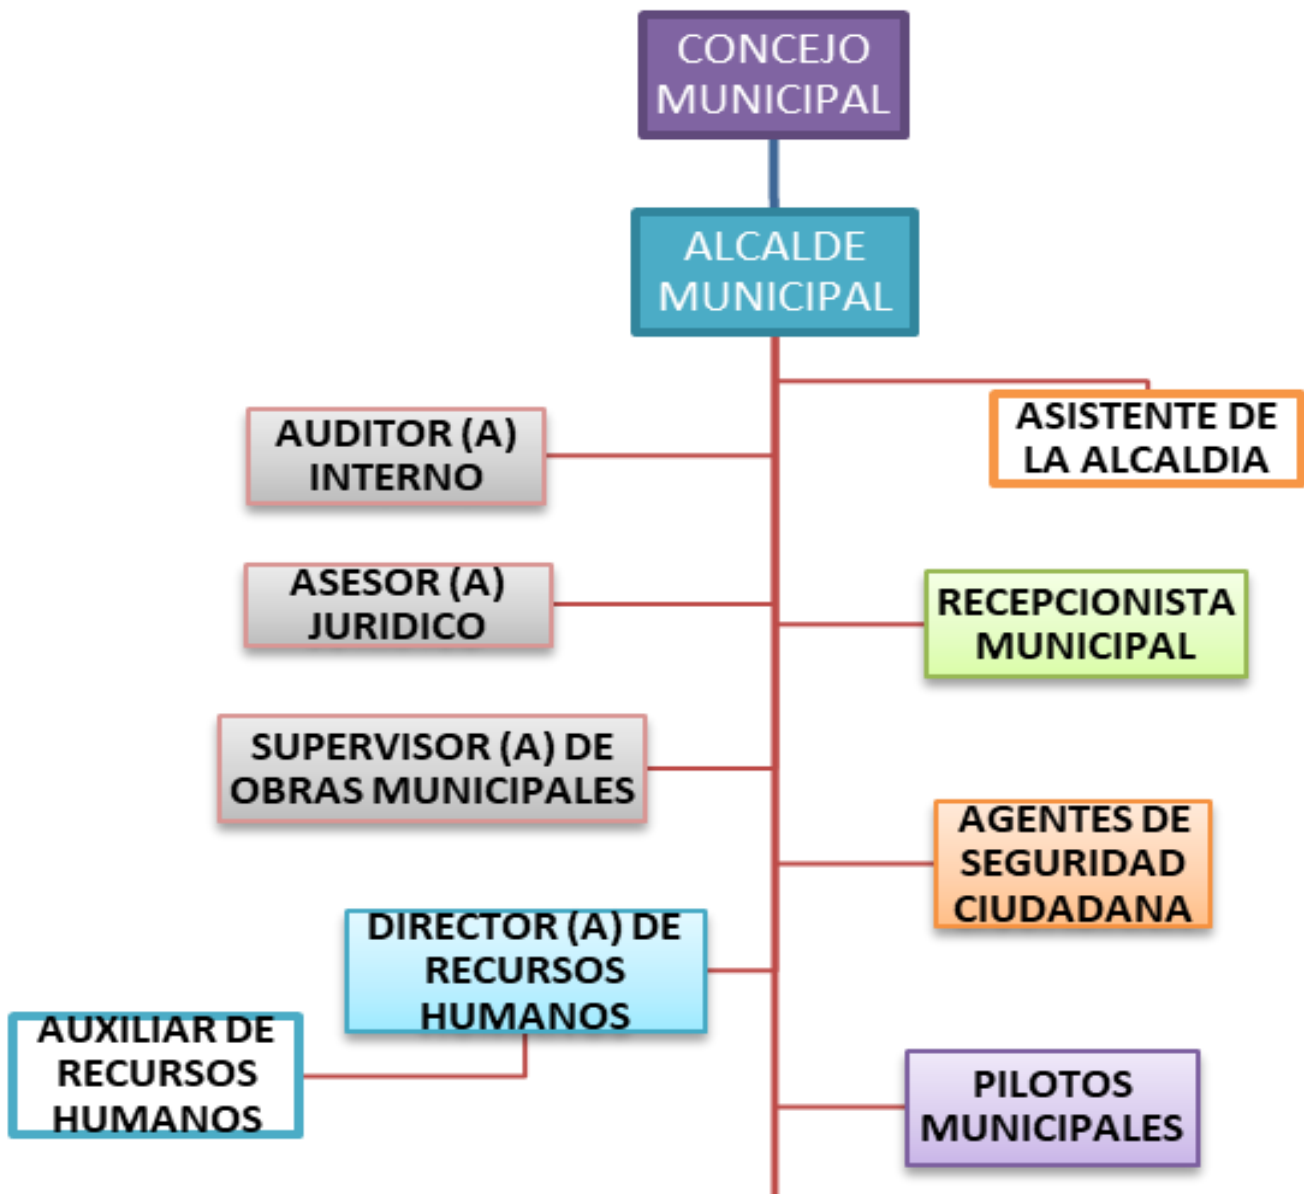 CONCEJO
MUNICIPAL
ALCALDE
MUNICIPAL
ASISTENTE DE
LA ALCALDIA
AUDITOR (A)
INTERNO
ASESOR (A)
JURIDICO
RECEPCIONISTA
MUNICIPAL
SUPERVISOR (A) DE
OBRAS MUNICIPALES
AGENTES DE
SEGURIDAD
CIUDADANA
DIRECTOR (A) DE
RECURSOS
HUMANOS
AUXILIAR DE
RECURSOS
HUMANOS
PILOTOS
MUNICIPALES